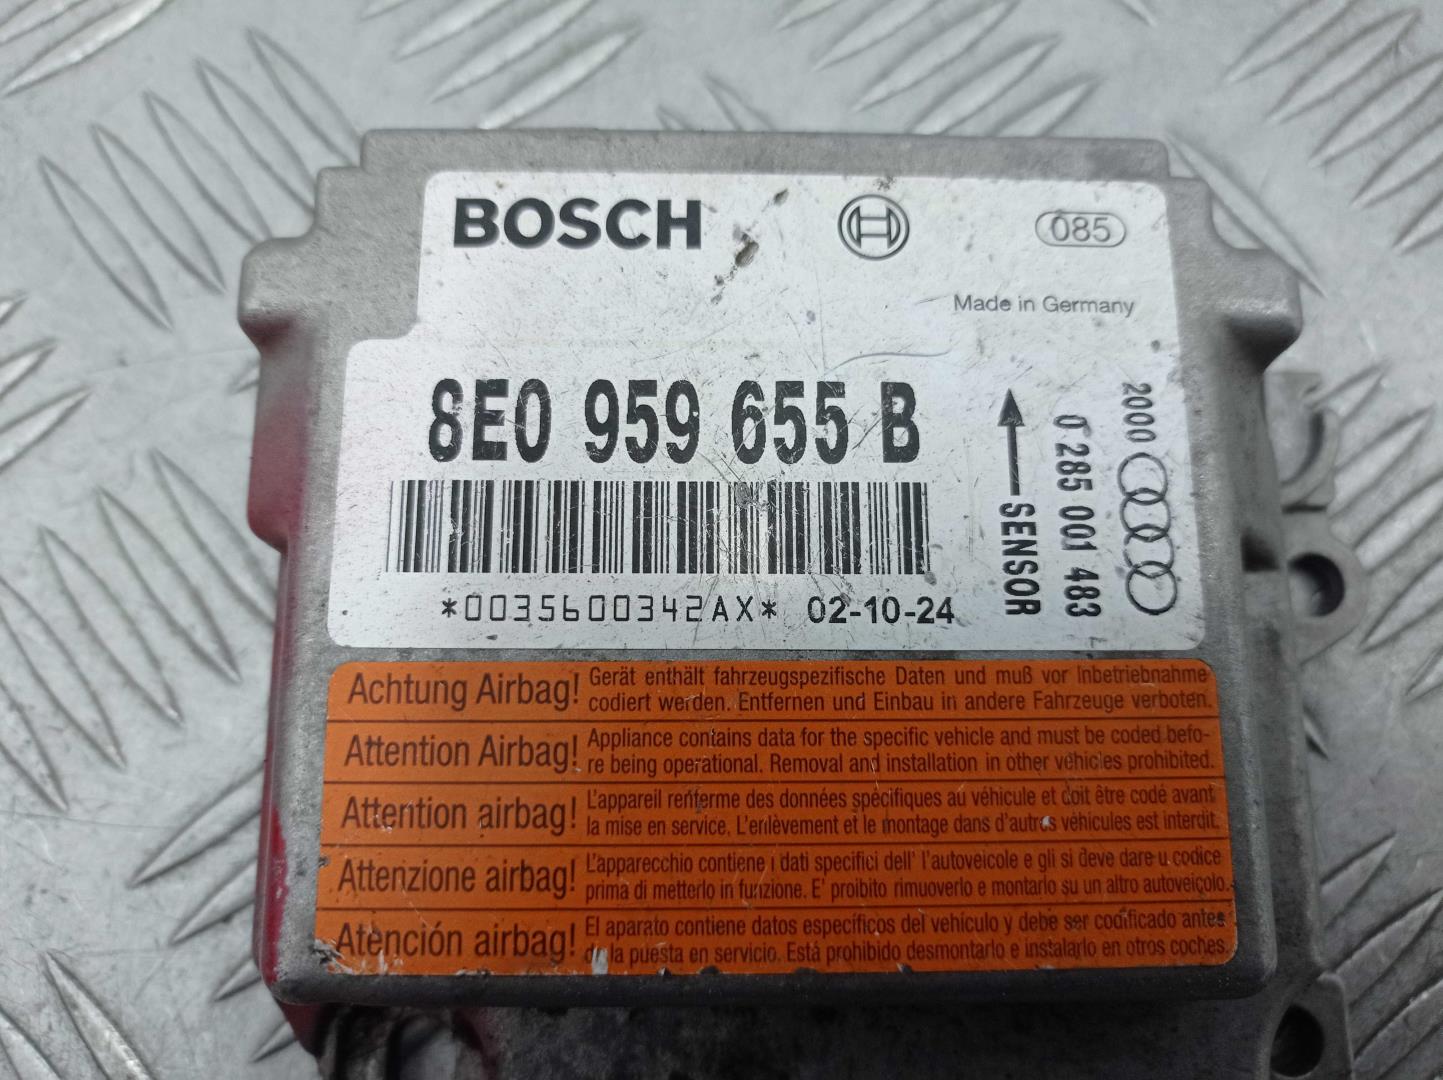 BOSCH
085
Made in Germany
8E0 959 655 B
*0035600342AX* 02-10-24
SENSOR
0 285 001 483
2000
Achtung Airbag! Gerät enthält fahrzeugspezifische Daten und muß vor Inbetriebnahme
codiert werden. Entfernen und Einbau in andere Fahrzeuge verboten.
Attention Airbag! Appliance contains data for the specific vehicle and must be coded befo-
re being operational. Removal and installation in other vehicles prohibited.
Attention airbag! L'appareil renferme des données spécifiques au véhicule et doit être codé avant
la mise en service. L'enlèvement et le montage dans d'autres véhicules est interdit.
Attenzione airbag! L'apparecchio contiene i dati specifici dell' l'autoveicole e gli si deve dare u codice
prima di metterlo in funzione. E' proibito rimuoverlo e montarlo su un altro autoveicolo.
Atención airbag! El aparato contiene datos específicos del vehículo y debe ser codificado antes
de la puesta en servicio. Está prohibido desmontarlo e instalarlo en otros coches.